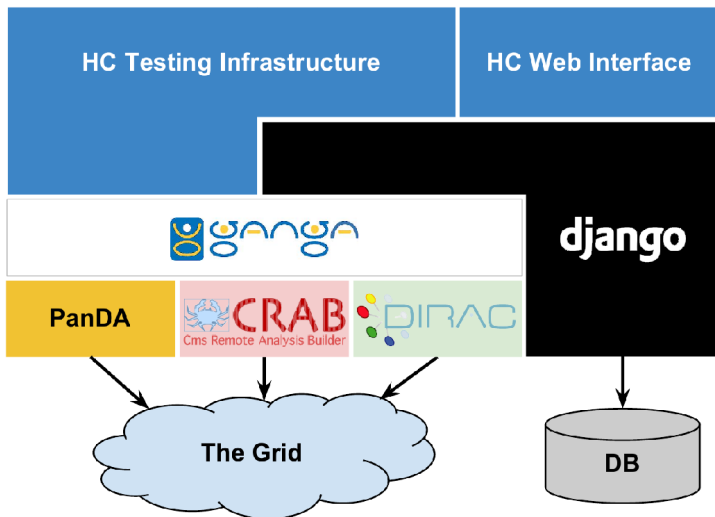 HC Testing Infrastructure
HC Web Interface
ganga
django
PanDA
CRAB
Cms Remote Analysis Builder
DIRAC
The Grid
DB